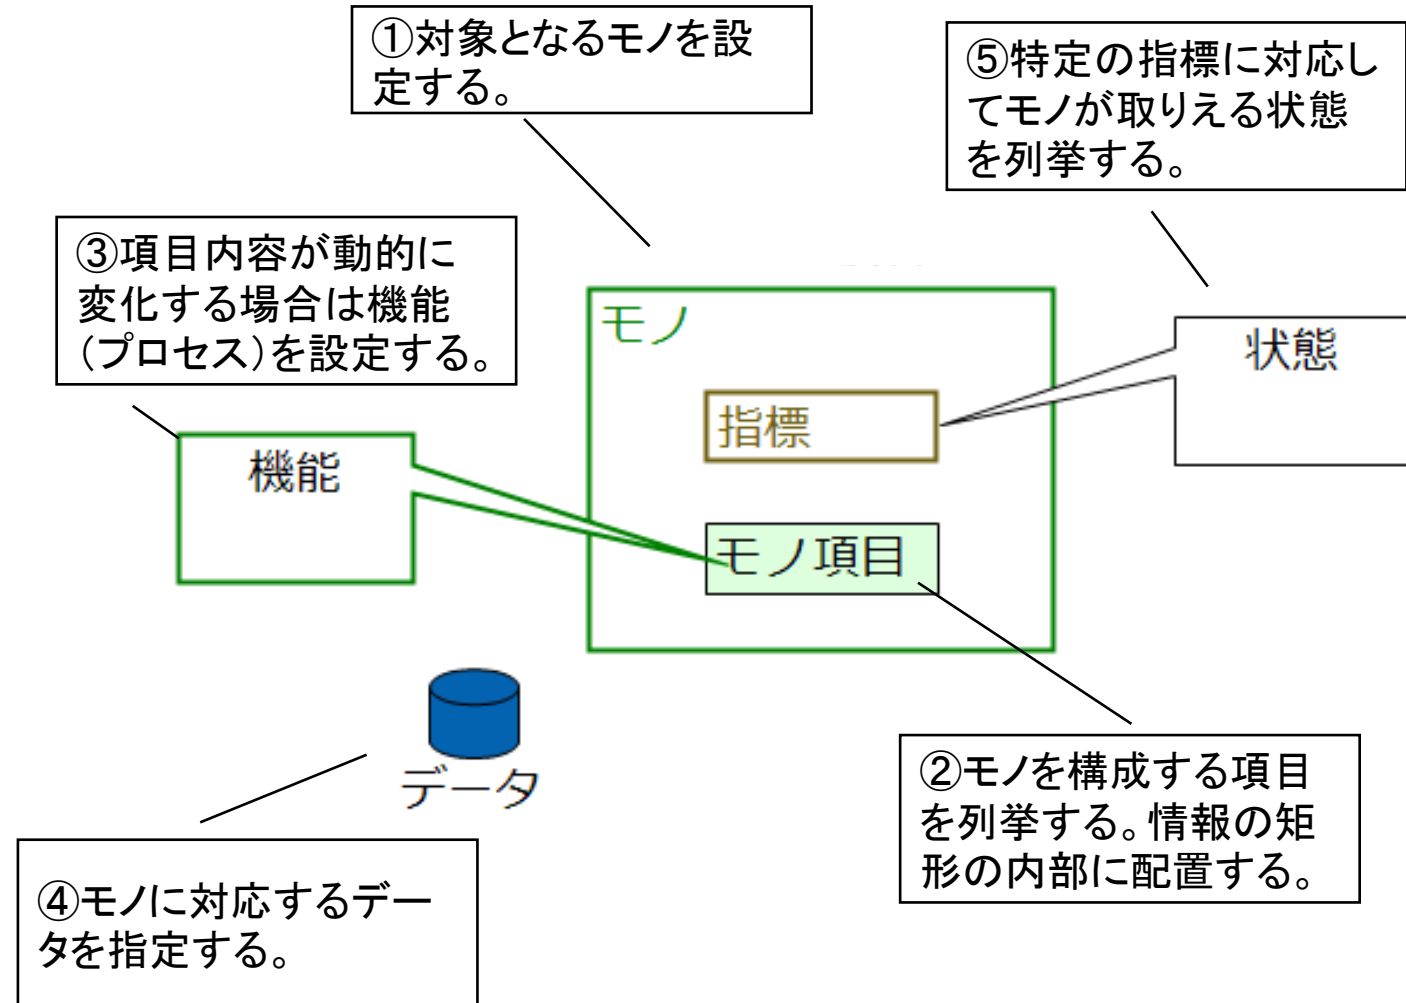 ①対象となるモノを設
定する。
⑤特定の指標に対応し
てモノが取りえる状態
を列挙する。
③項目内容が動的に
変化する場合は機能
（プロセス）を設定する。
モノ
状態
指標
機能
モノ項目
データ
②モノを構成する項目
を列挙する。情報の矩
形の内部に配置する。
④モノに対応するデー
タを指定する。